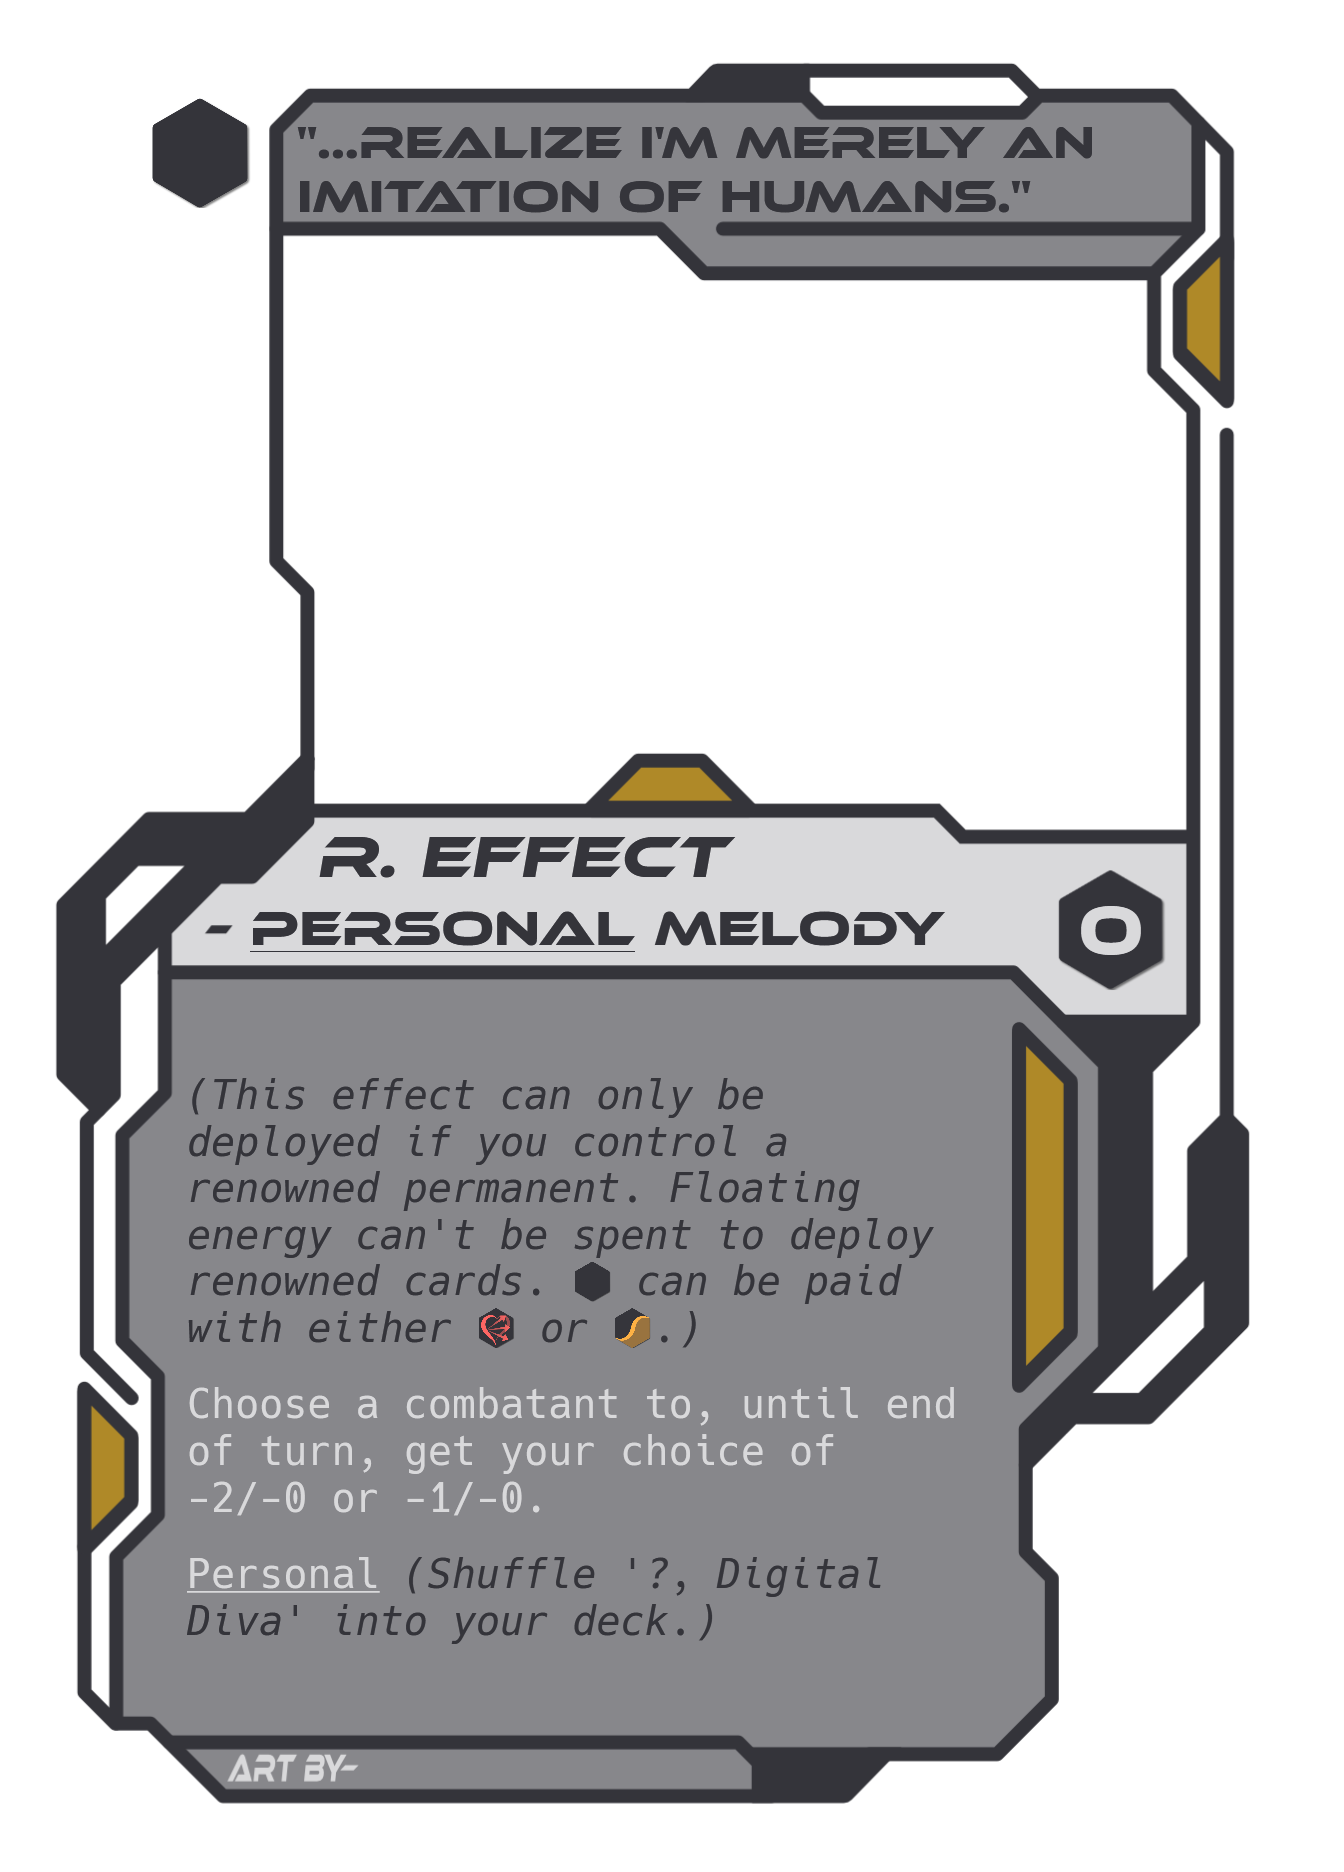 "...REALIZE I'M MERELY AN
IMITATION OF HUMANS."
R. EFFECT
- PERSONAL MELODY
0
(This effect can only be
deployed if you control a
renowned permanent. Floating
energy can't be spent to deploy
renowned cards. can be paid
with either or .)
Choose a combatant to, until end
of turn, get your choice of
-2/-0 or -1/-0.
Personal (Shuffle '?, Digital
Diva' into your deck.)
ART BY-